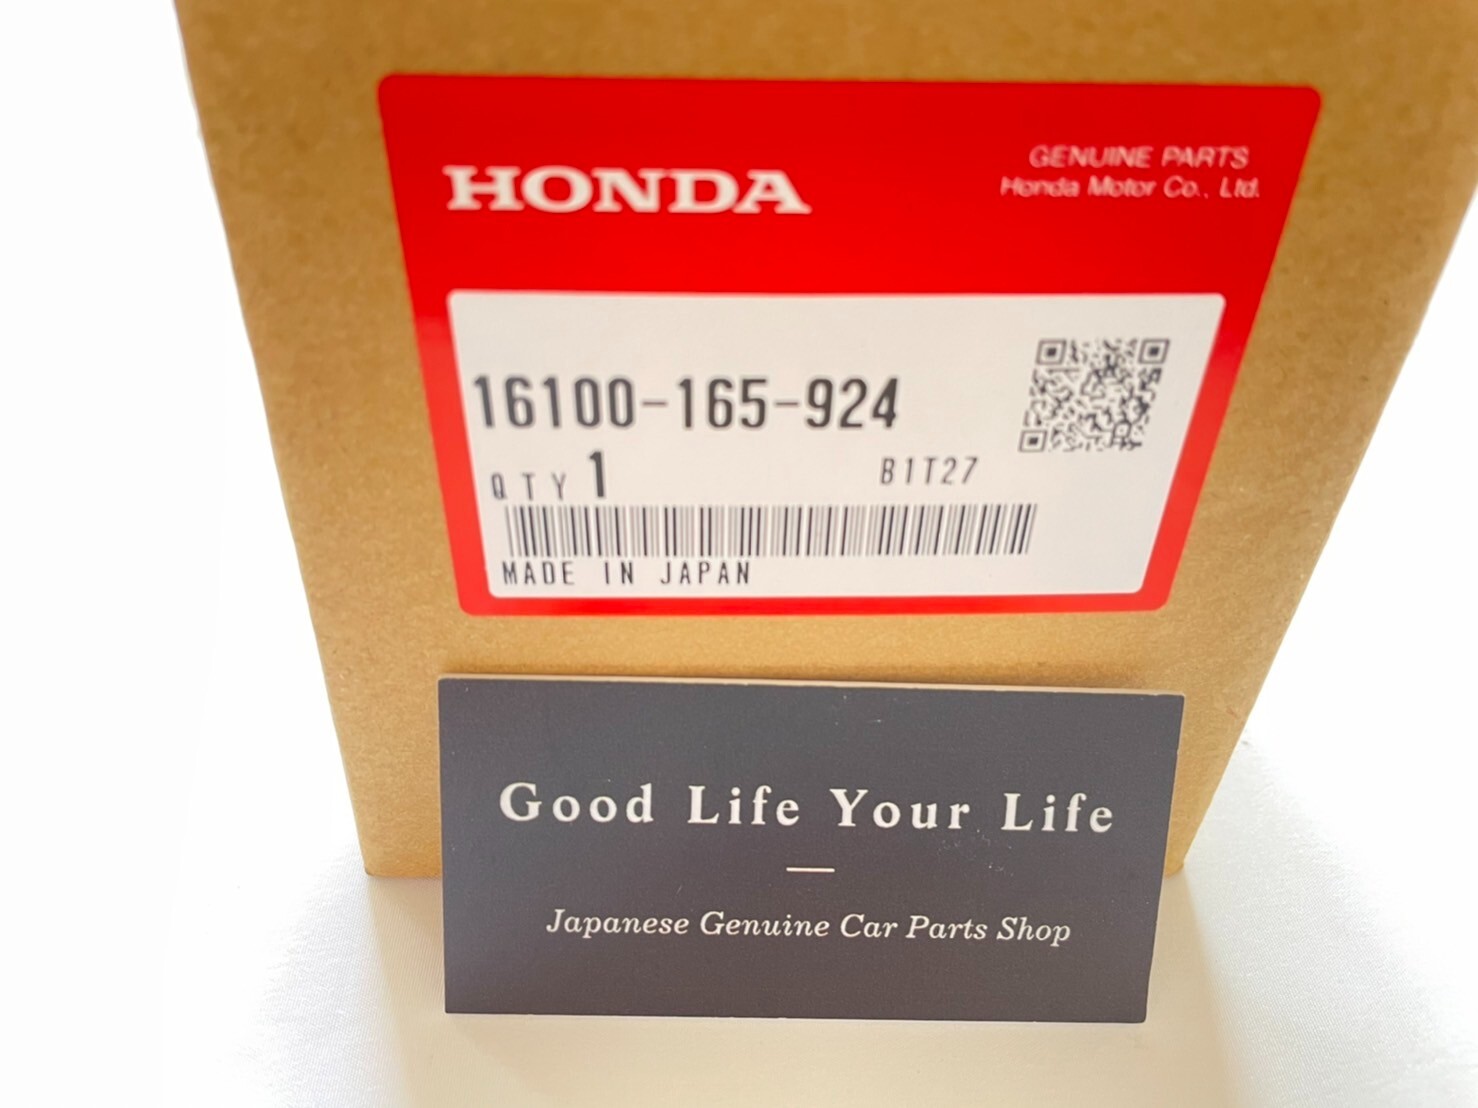 HONDA
GENUINE PARTS
Honda Motor Co., Ltd.
16100-165-924
QTY 1
B1T27
MADE IN JAPAN
Good Life Your Life
Japanese Genuine Car Parts Shop